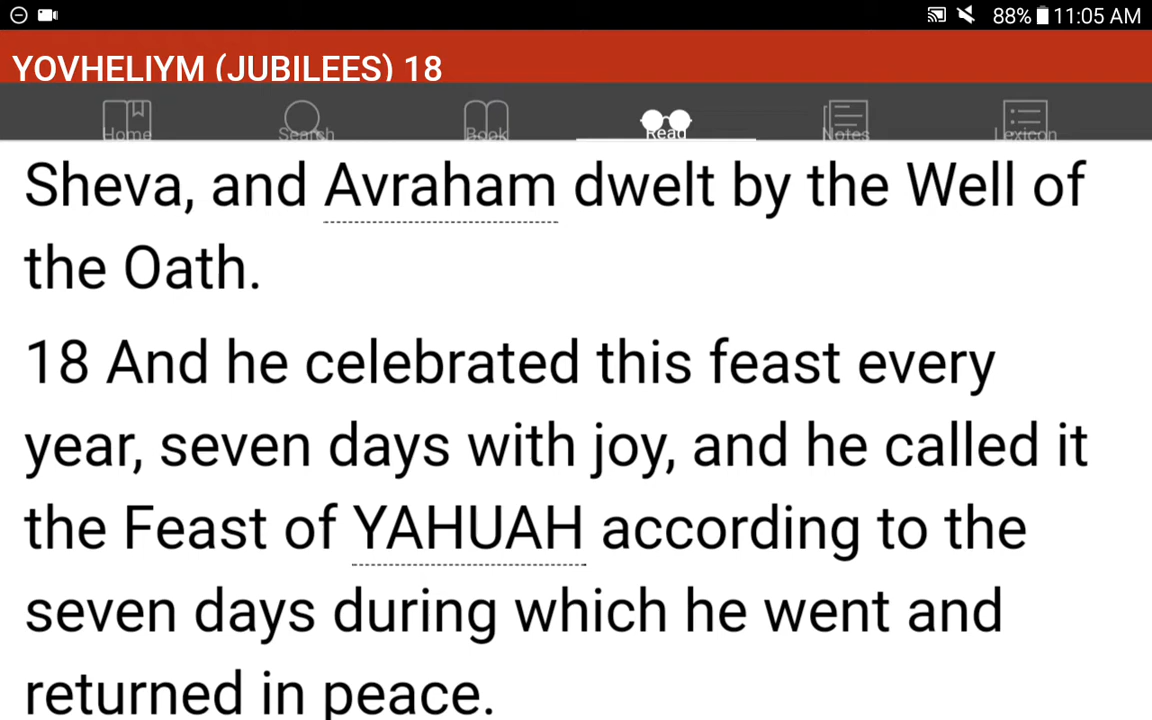 88% 11:05 AM
YOVHELIYM (JUBILEES) 18
Home Search Book Read Notes Lexicon
Sheva, and Avraham dwelt by the Well of
the Oath.
18 And he celebrated this feast every
year, seven days with joy, and he called it
the Feast of YAHUAH according to the
seven days during which he went and
returned in peace.